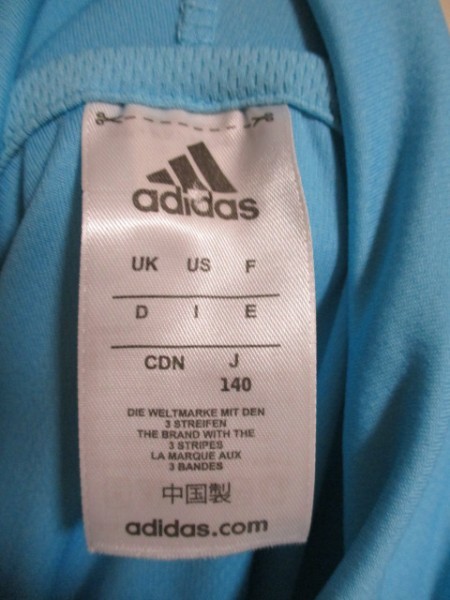 adidas
UK US F
D I E
CDN J
140
DIE WELTMARKE MIT DEN
3 STREIFEN
THE BRAND WITH THE
3 STRIPES
LA MARQUE AUX
3 BANDES
中国製
adidas.com